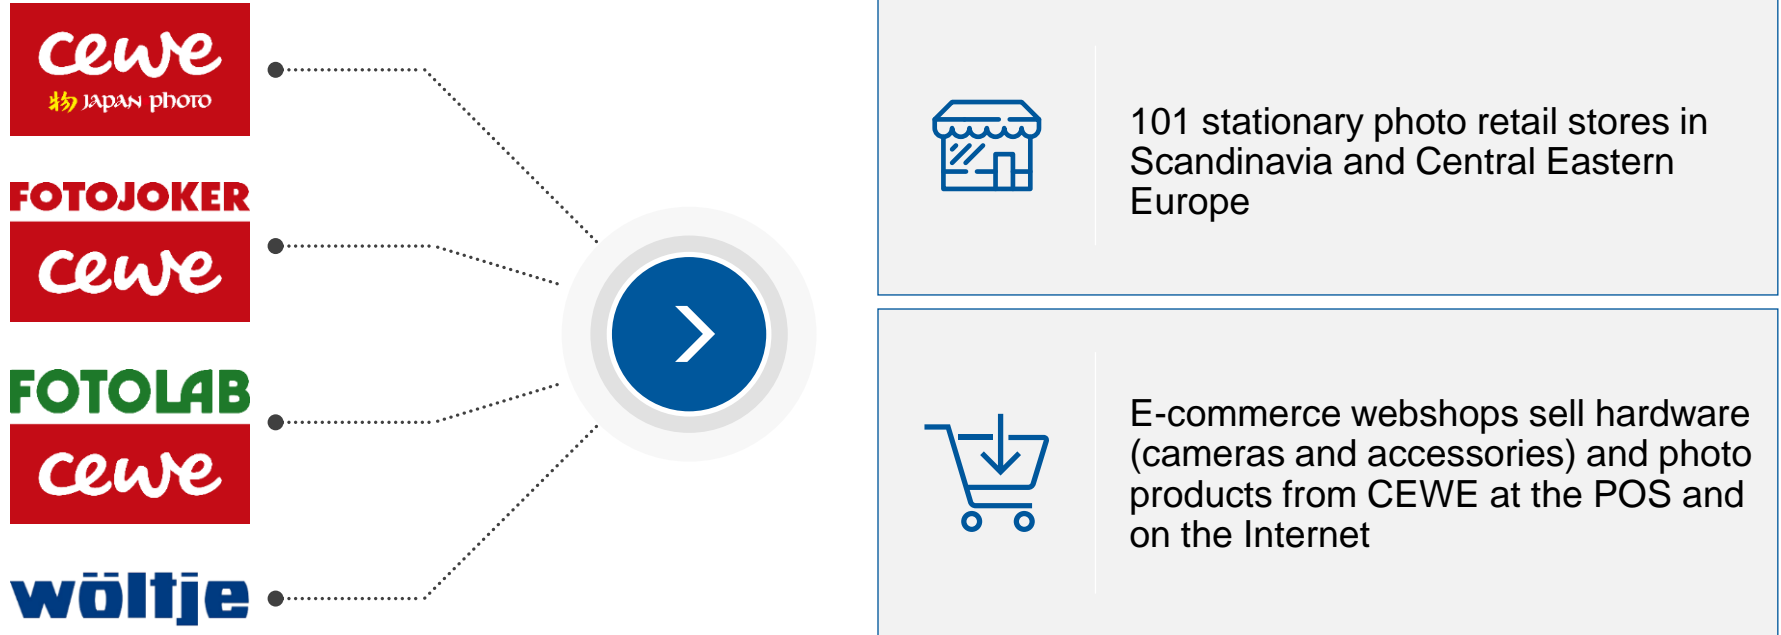 cewe
物 JAPAN PHOTO
FOTOJOKER
cewe
FOTOLAB
cewe
wöltje
101 stationary photo retail stores in
Scandinavia and Central Eastern
Europe
E-commerce webshops sell hardware
(cameras and accessories) and photo
products from CEWE at the POS and
on the Internet